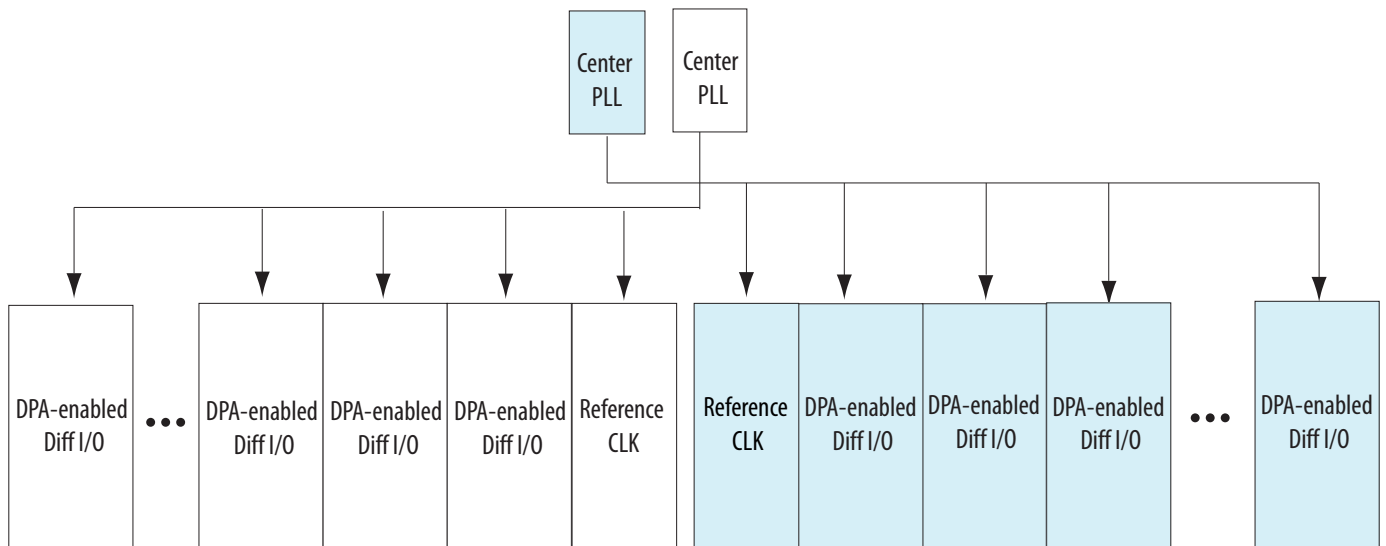 Center
PLL
Center
PLL
DPA-enabled
Diff I/O
•••
DPA-enabled
Diff I/O
DPA-enabled
Diff I/O
DPA-enabled
Diff I/O
Reference
CLK
Reference
CLK
DPA-enabled
Diff I/O
DPA-enabled
Diff I/O
DPA-enabled
Diff I/O
•••
DPA-enabled
Diff I/O